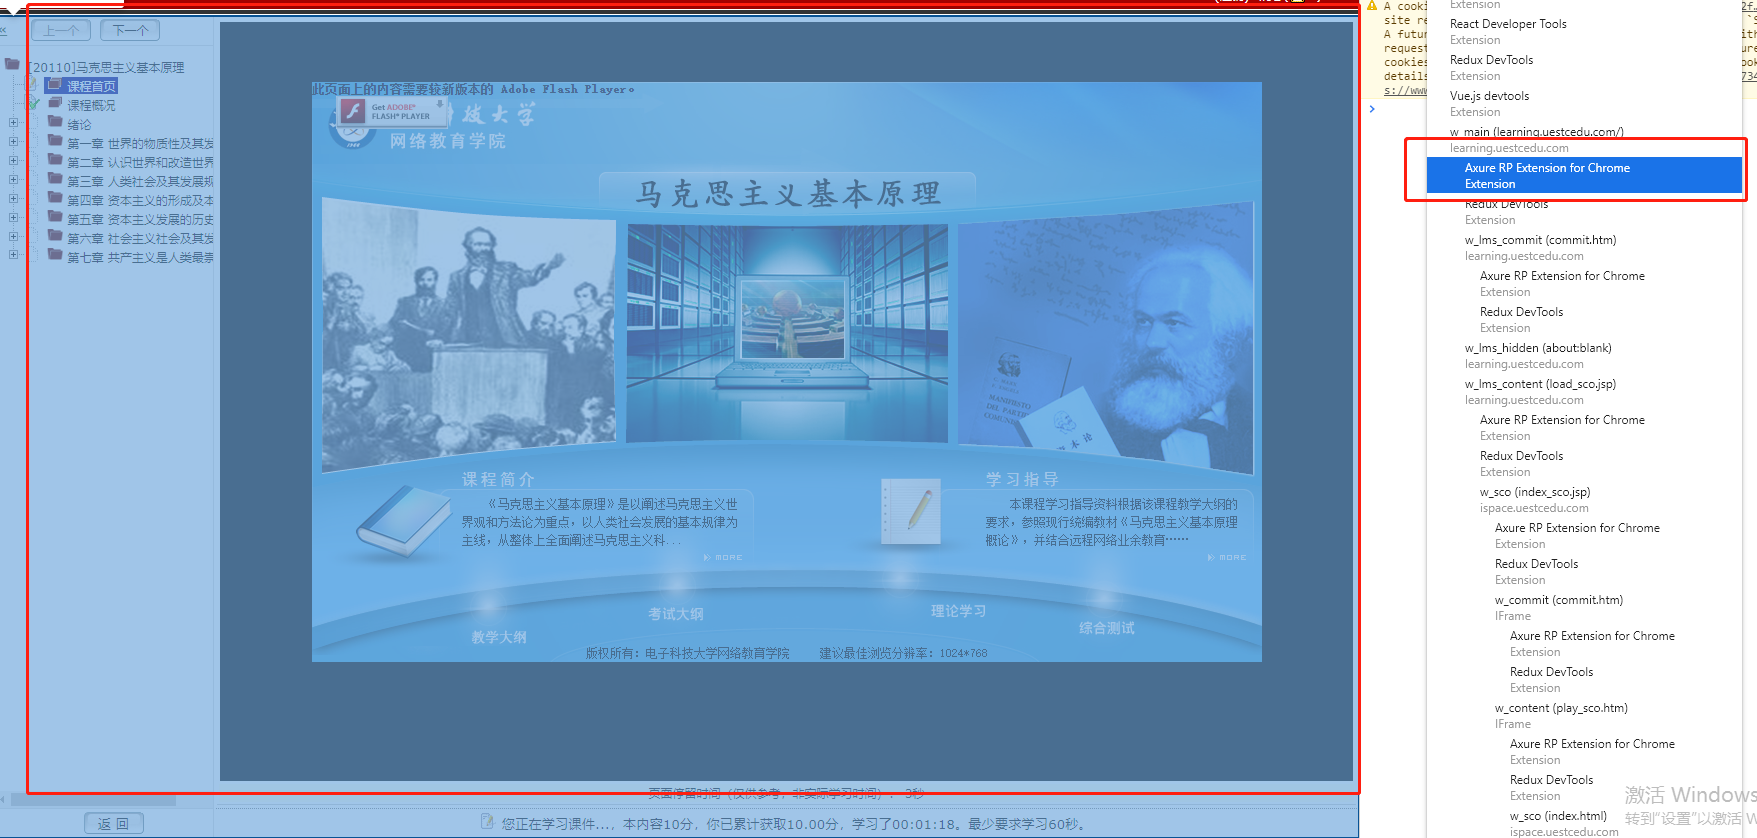 上一个
下一个
[20110]马克思主义基本原理
课程首页
课程概况
绪论
第一章 世界的物质性及其发
第二章 认识世界和改造世界
第三章 人类社会及其发展规
第四章 资本主义的形成及本
第五章 资本主义发展的历史
第六章 社会主义社会及其发
第七章 共产主义是人类最崇
返 回
此页面上的内容需要较新版本的 Adobe Flash Player。
Get ADOBE®
FLASH® PLAYER
技大学
网络教育学院
马克思主义基本原理
MANIFESTO
DEL PARTI
COMUNI
资本论
课程简介
《马克思主义基本原理》是以阐述马克思主义世
界观和方法论为重点，以人类社会发展的基本规律为
主线，从整体上全面阐述马克思主义科...
MORE
学习指导
本课程学习指导资料根据该课程教学大纲的
要求，参照现行统编教材《马克思主义基本原理
概论》，并结合远程网络业余教育……
MORE
教学大纲
考试大纲
理论学习
综合测试
版权所有：电子科技大学网络教育学院
建议最佳浏览分辨率：1024*768
页面停留时间（仅供参考，非实际学习时间）： 3秒
您正在学习课件...，本内容10分，你已累计获取10.00分，学习了00:01:18。最少要求学习60秒。
A cooki
site re
A futur
request
cookies
details
s://www
Extension
React Developer Tools
Extension
Redux DevTools
Extension
Vue.js devtools
Extension
w_main (learning.uestcedu.com/)
learning.uestcedu.com
Axure RP Extension for Chrome
Extension
Redux DevTools
Extension
w_lms_commit (commit.htm)
learning.uestcedu.com
Axure RP Extension for Chrome
Extension
Redux DevTools
Extension
w_lms_hidden (about:blank)
learning.uestcedu.com
w_lms_content (load_sco.jsp)
learning.uestcedu.com
Axure RP Extension for Chrome
Extension
Redux DevTools
Extension
w_sco (index_sco.jsp)
ispace.uestcedu.com
Axure RP Extension for Chrome
Extension
Redux DevTools
Extension
w_commit (commit.htm)
IFrame
Axure RP Extension for Chrome
Extension
Redux DevTools
Extension
w_content (play_sco.htm)
IFrame
Axure RP Extension for Chrome
Extension
Redux DevTools
Extension
w_sco (index.html)
ispace.uestcedu.com
激活 Windows
转到"设置"以激活 W